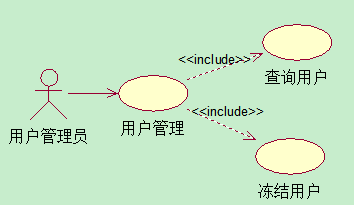 <<include>>
查询用户
用户管理员
用户管理
<<include>>
冻结用户